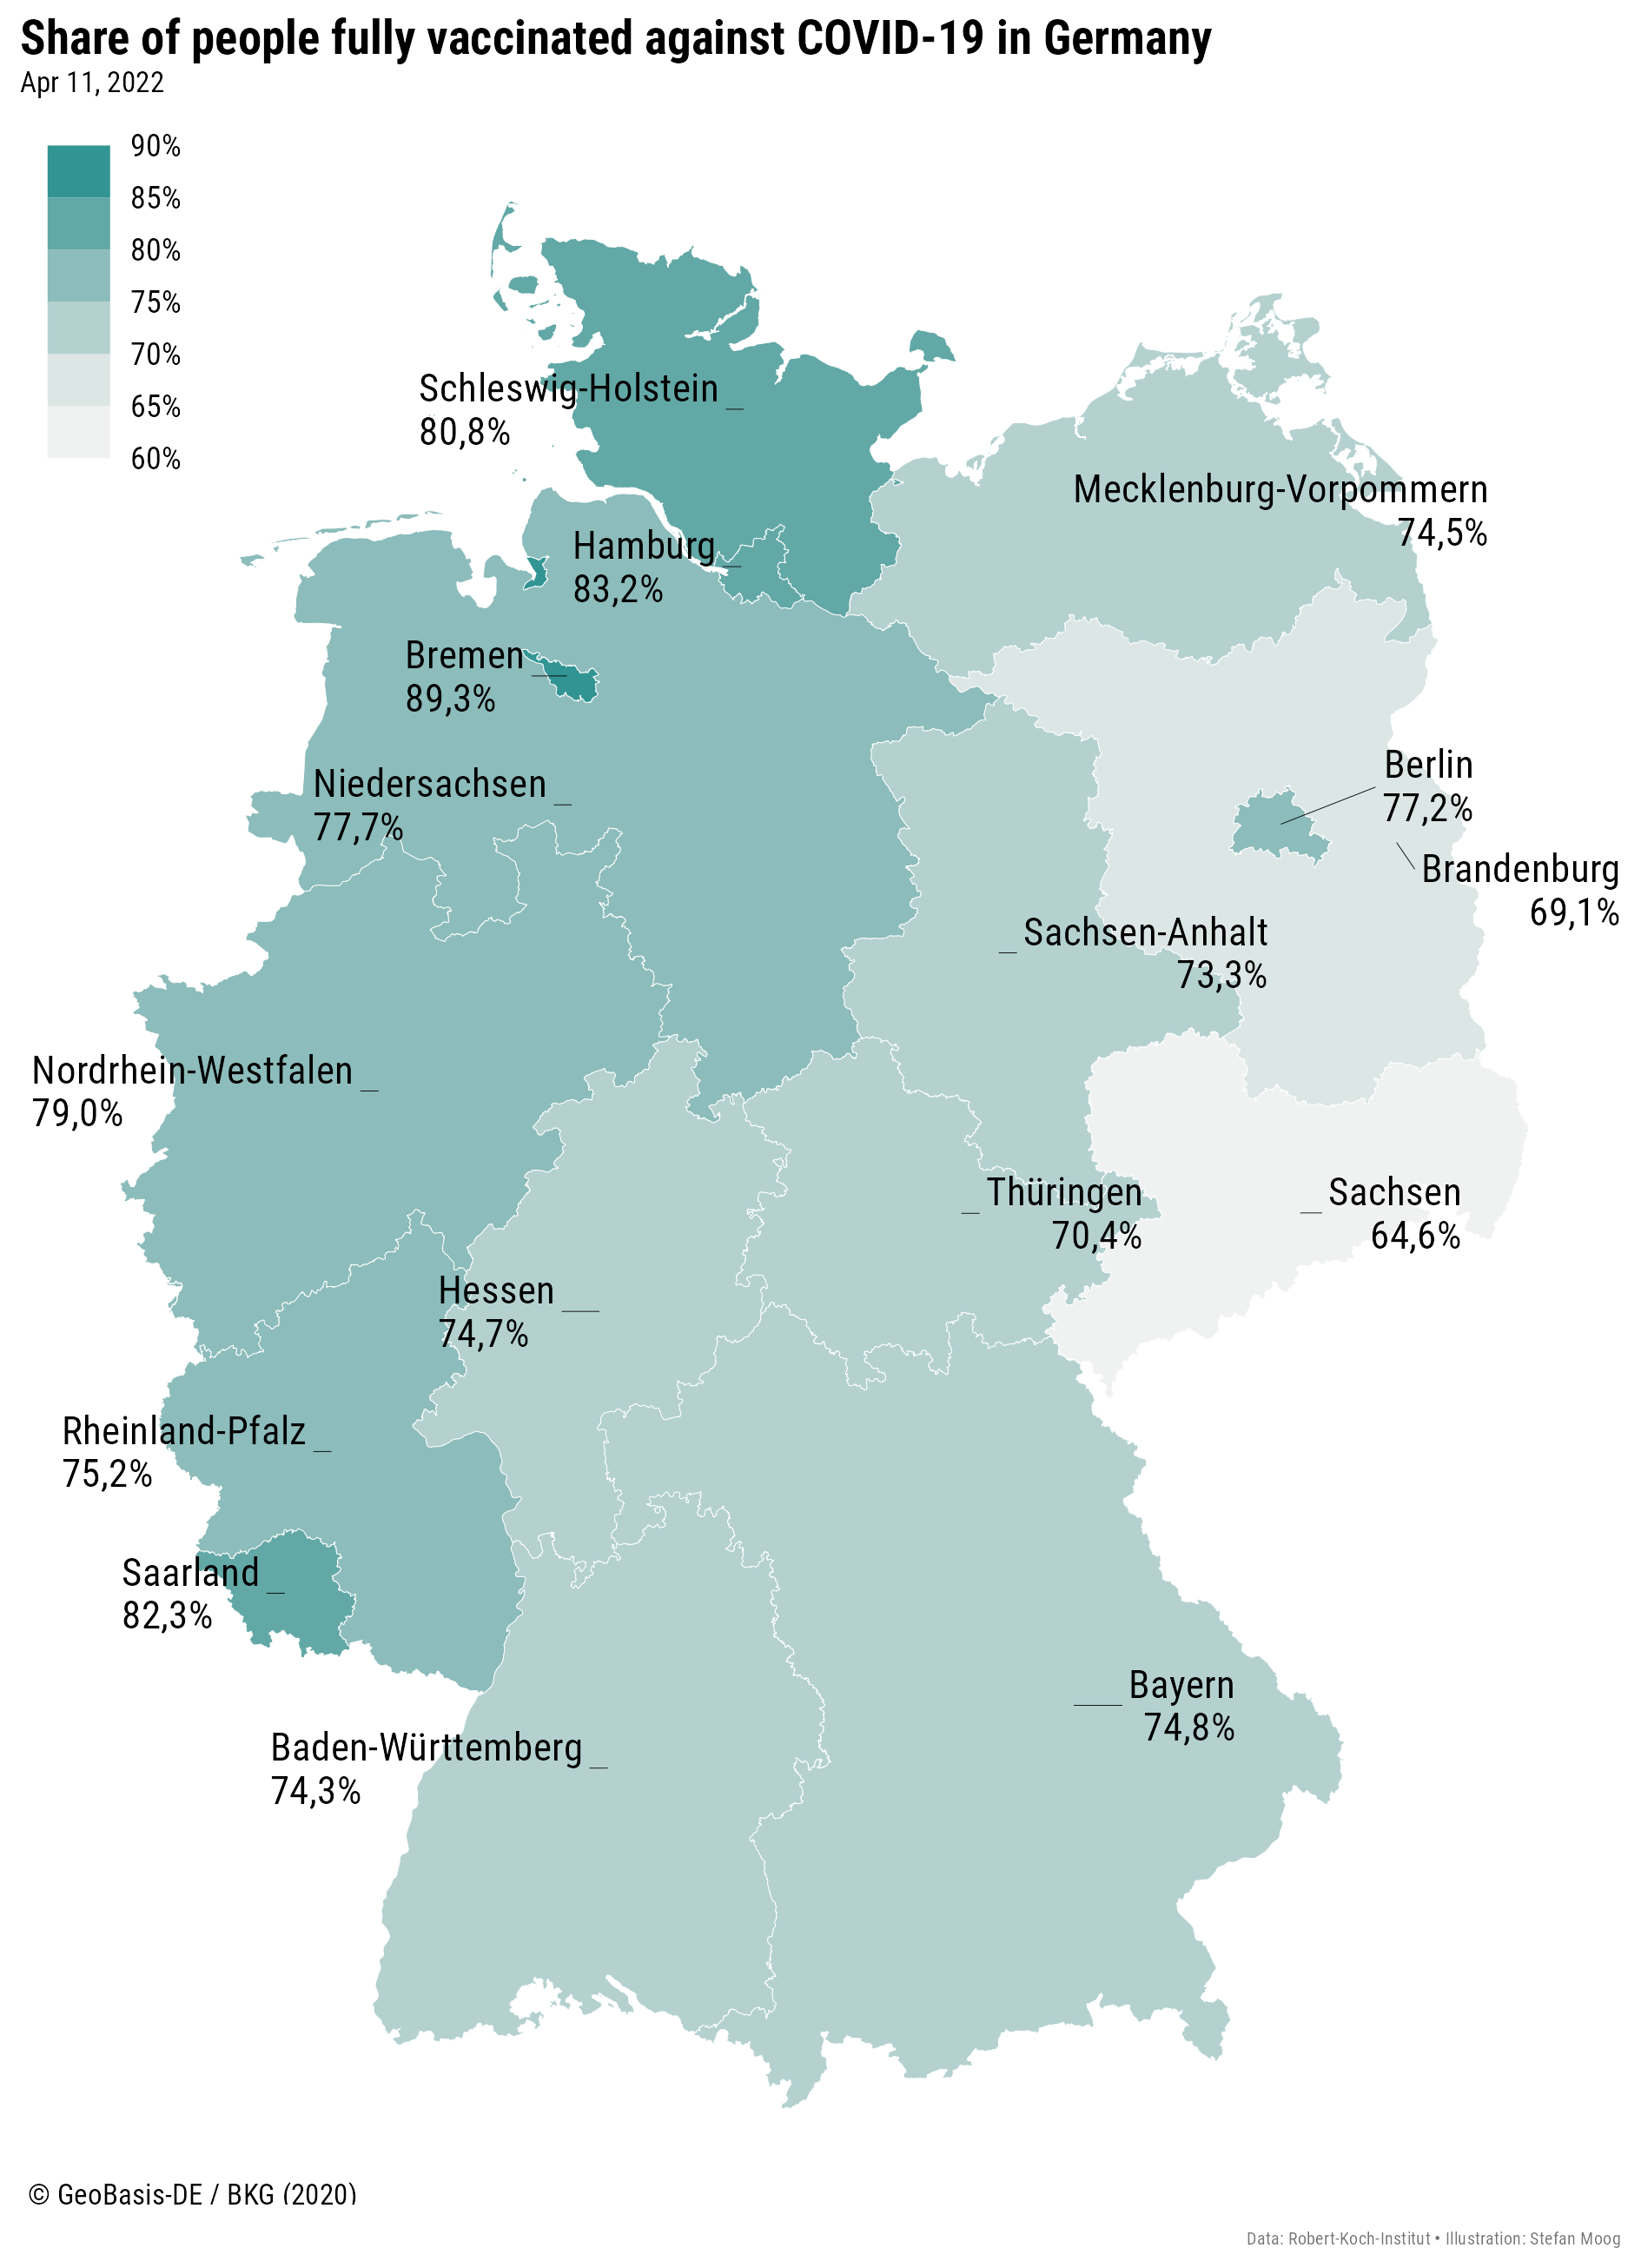 Share of people fully vaccinated against COVID-19 in Germany
Apr 11, 2022
90%
85%
80%
75%
70%
65%
60%
Schleswig-Holstein
80,8%
Mecklenburg-Vorpommern
74,5%
Hamburg
83,2%
Bremen
89,3%
Niedersachsen
77,7%
Berlin
77,2%
Brandenburg
69,1%
Sachsen-Anhalt
73,3%
Nordrhein-Westfalen
79,0%
Thüringen
70,4%
Sachsen
64,6%
Hessen
74,7%
Rheinland-Pfalz
75,2%
Saarland
82,3%
Bayern
74,8%
Baden-Württemberg
74,3%
© GeoBasis-DE / BKG (2020)
Data: Robert-Koch-Institut • Illustration: Stefan Moog